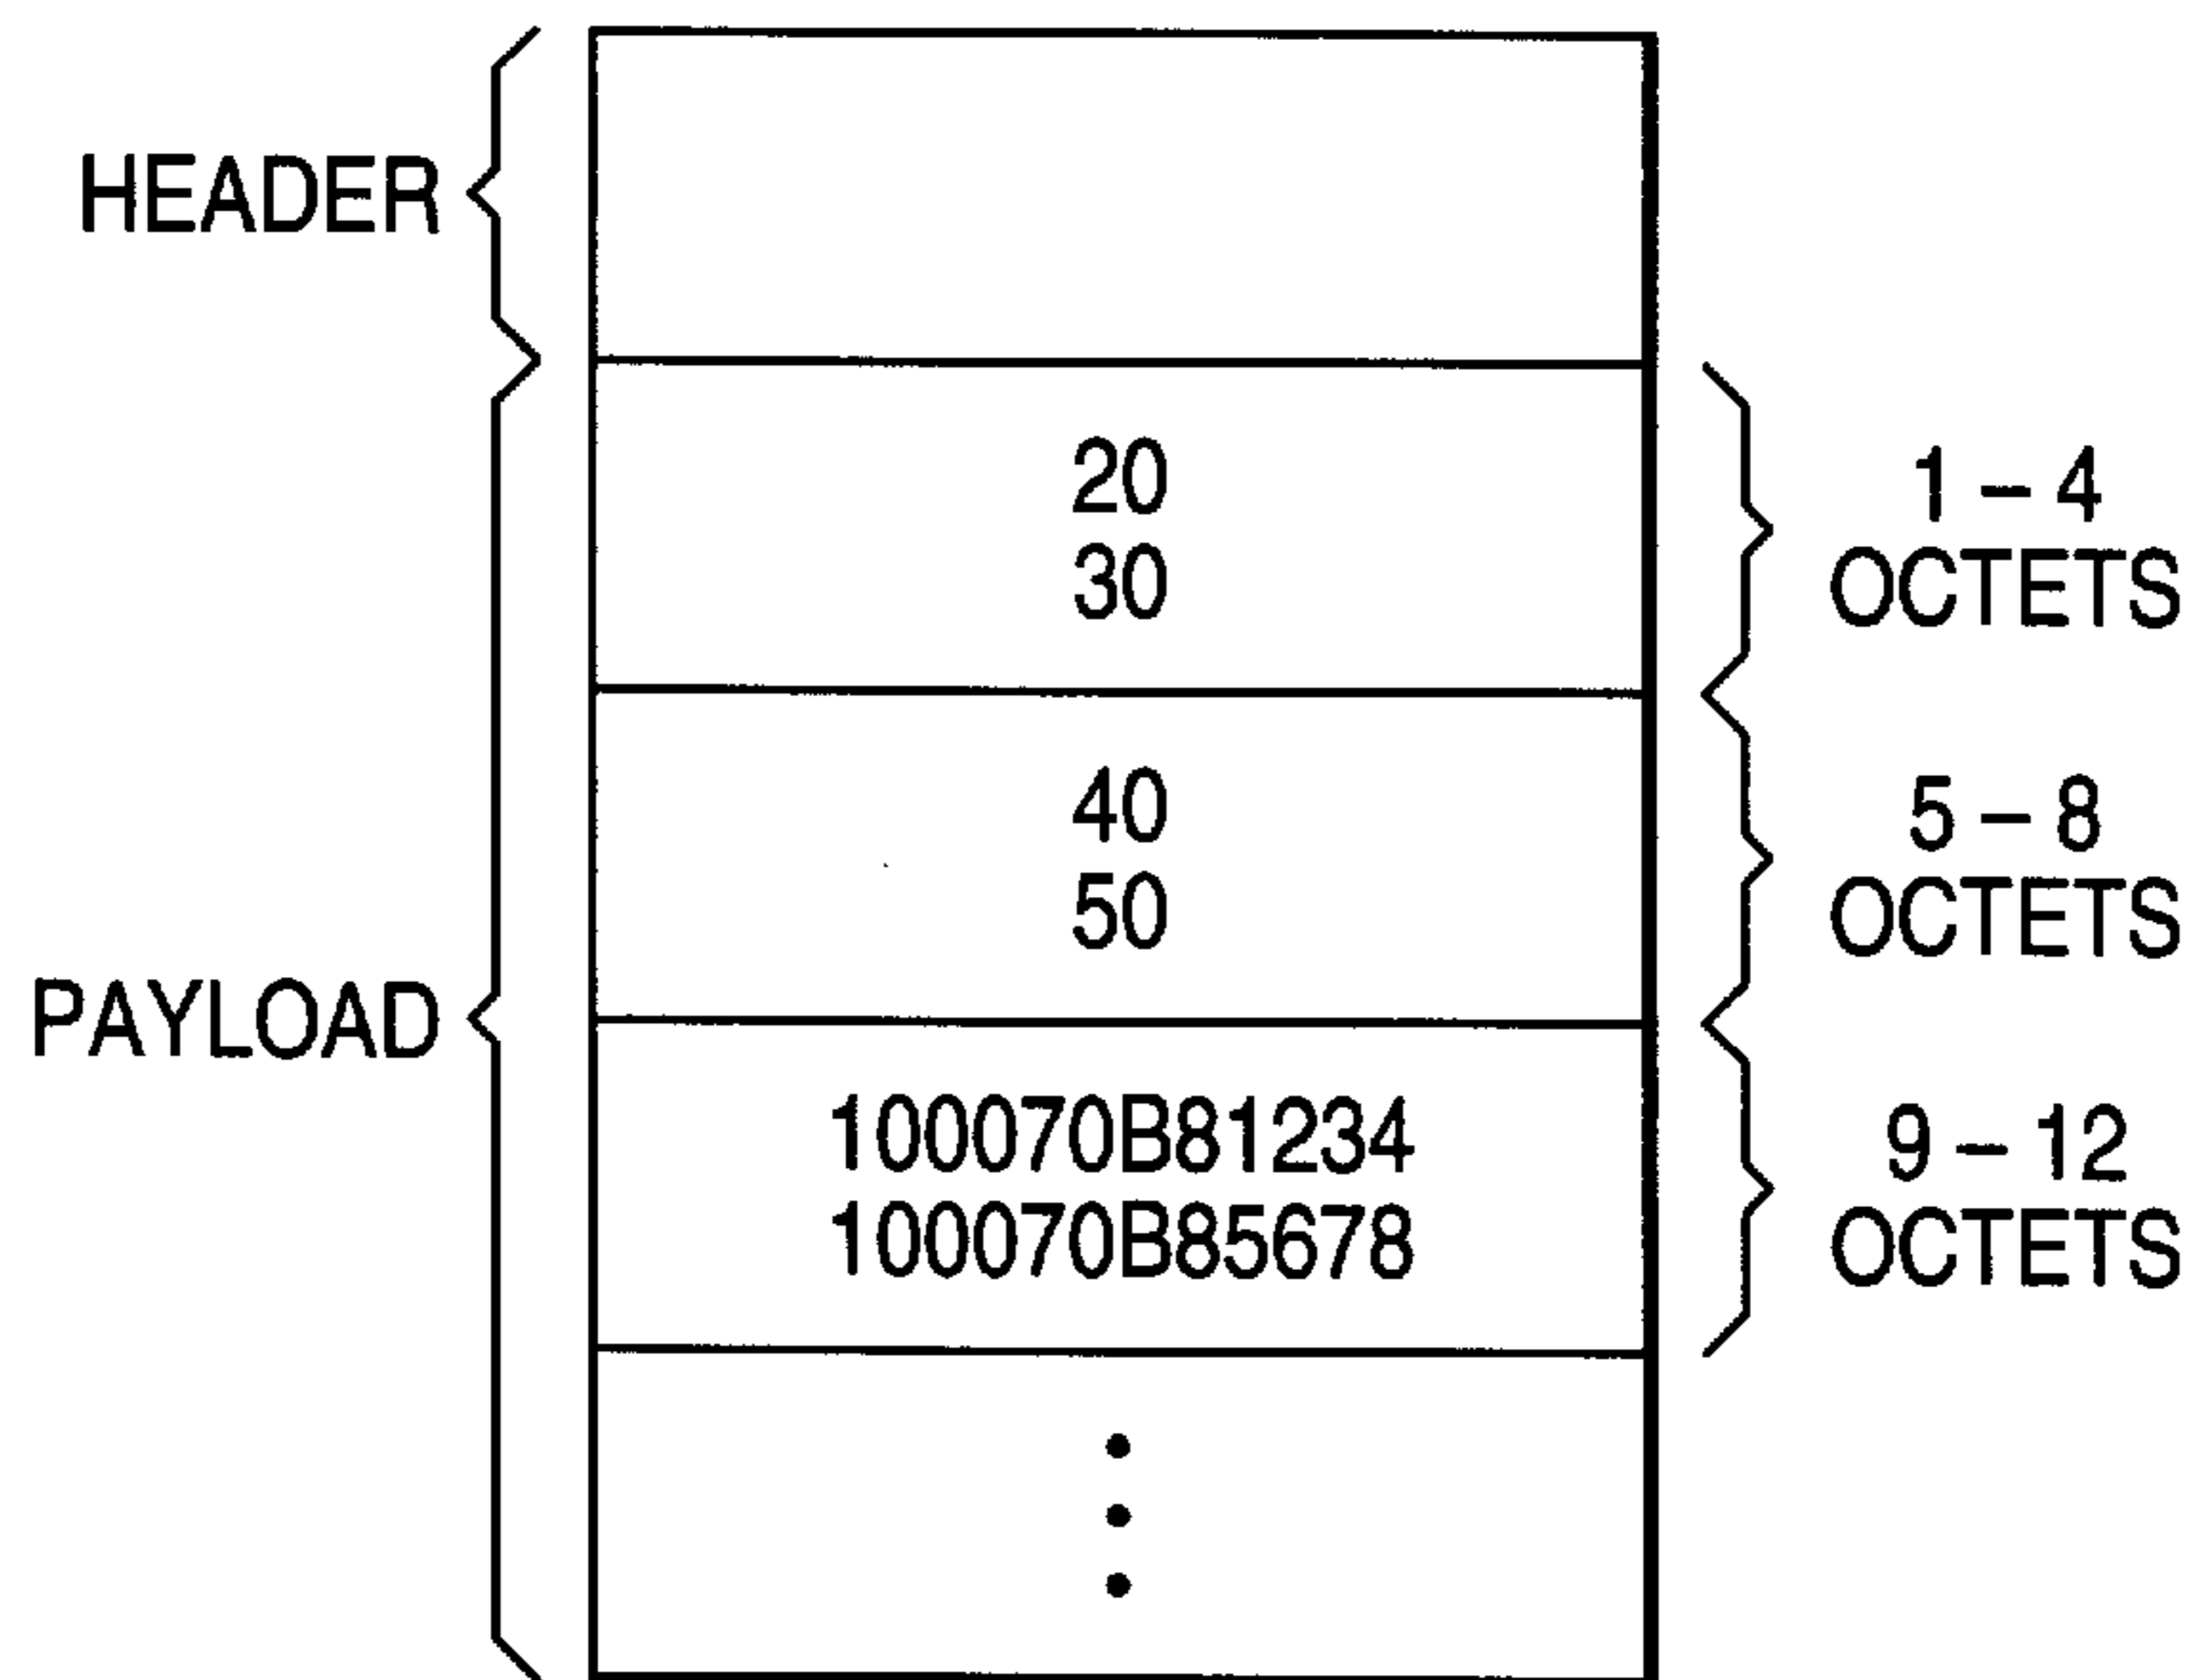 HEADER
20
30
1 – 4
OCTETS
40
50
5 – 8
OCTETS
PAYLOAD
100070B81234
100070B85678
9 – 12
OCTETS